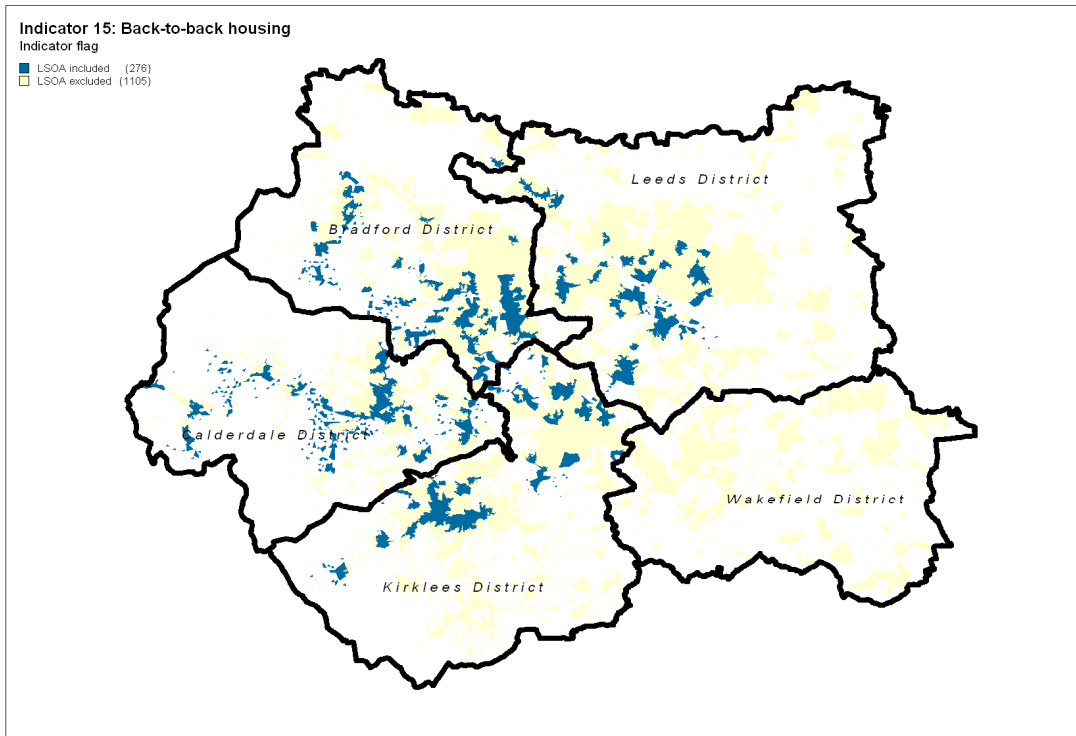 Indicator 15: Back-to-back housing
Indicator flag
LSOA included (276)
LSOA excluded (1105)
Leeds District
Bradford District
Calderdale District
Wakefield District
Kirklees District